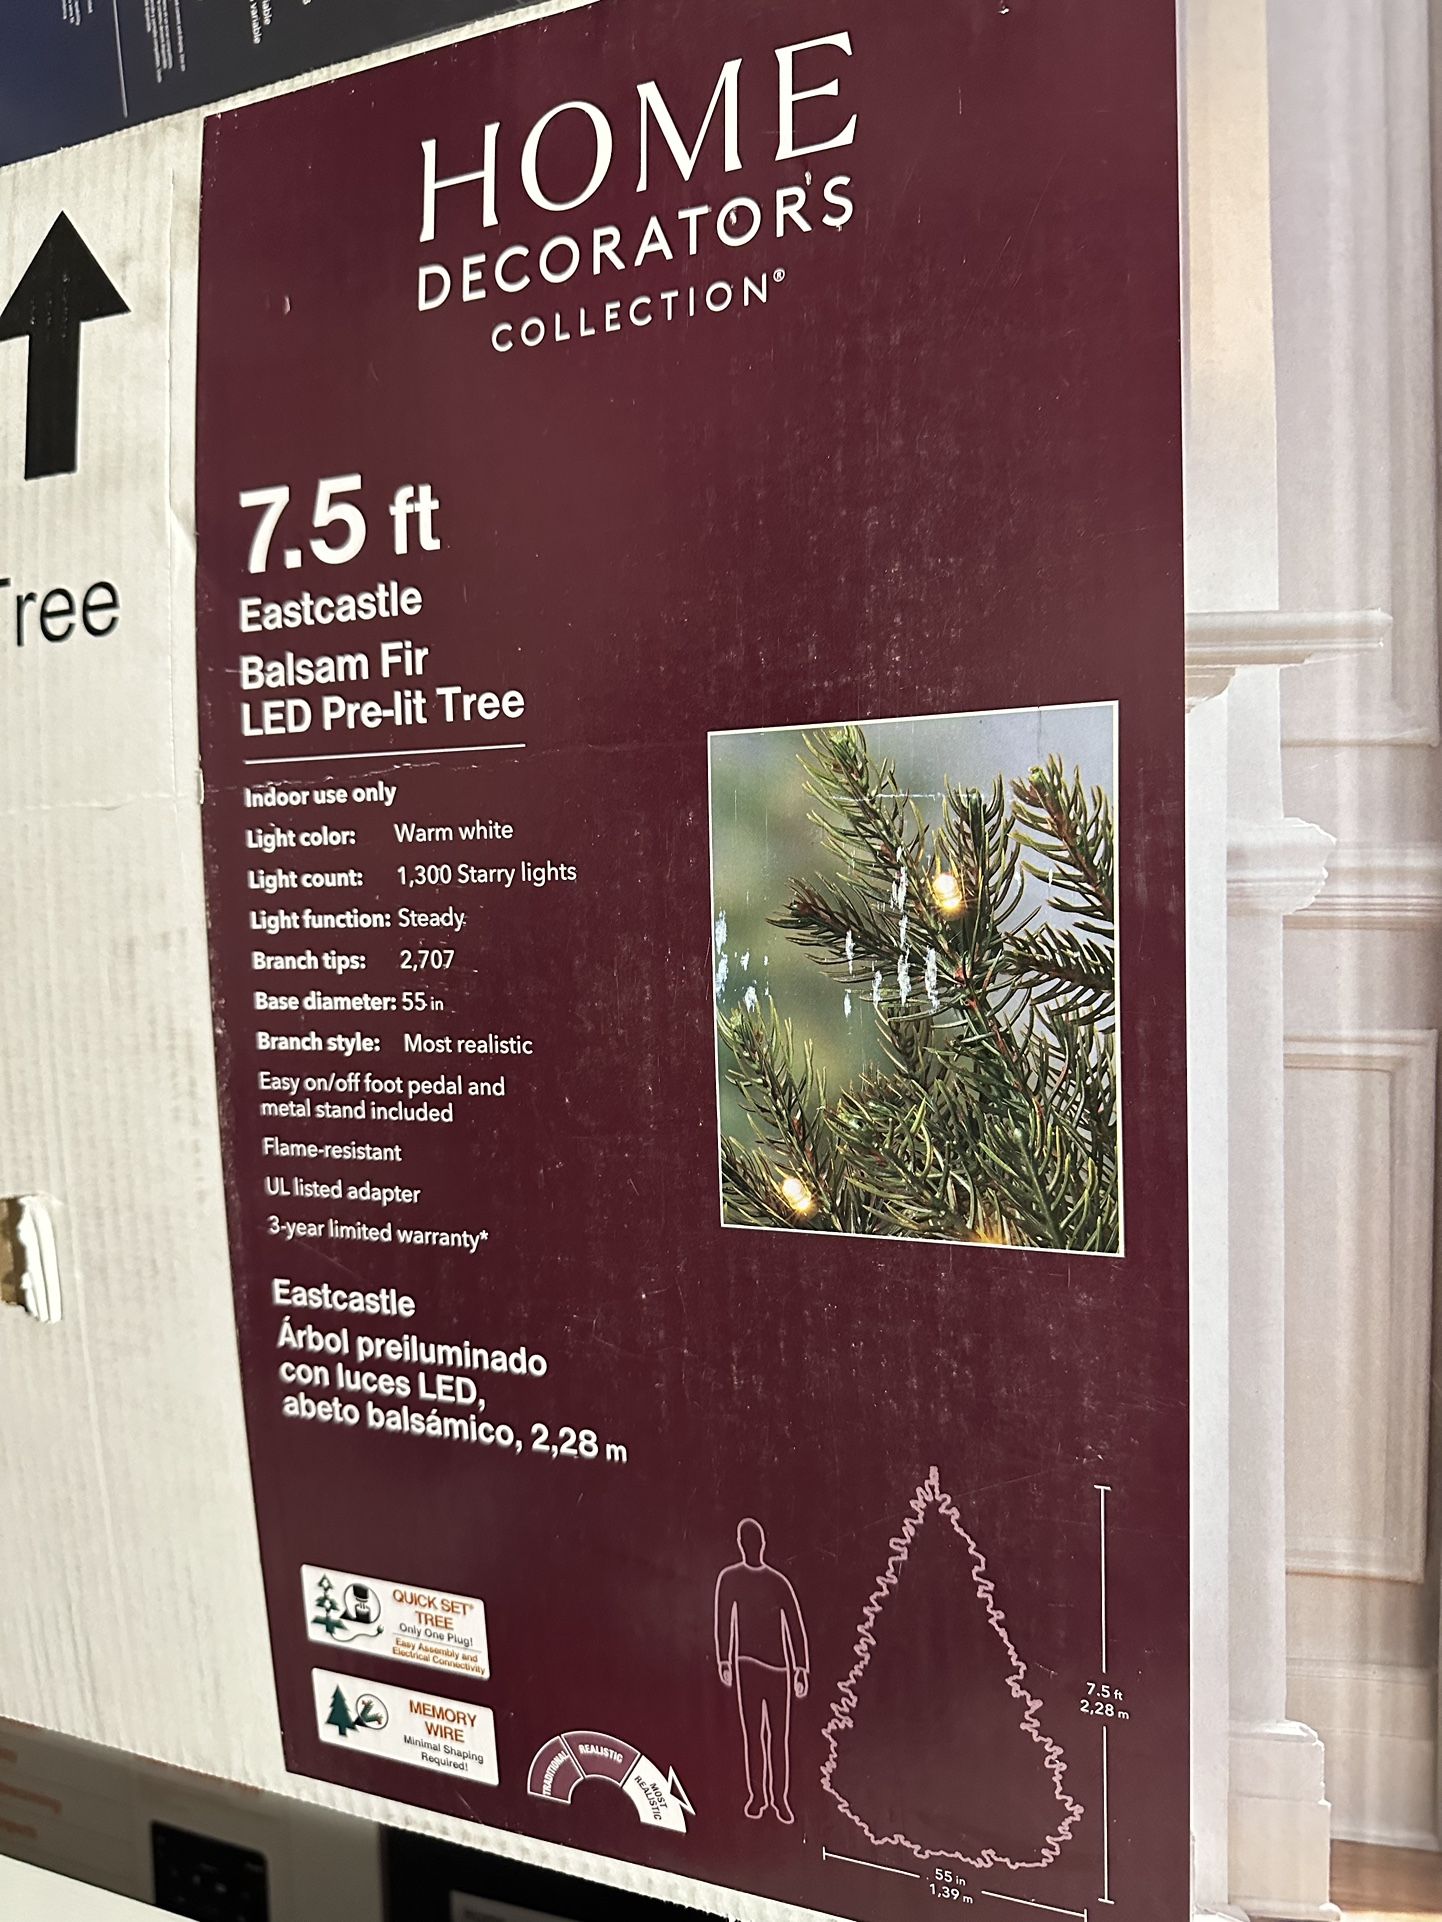 HOME
DECORATORS
COLLECTION®
Tree
7.5 ft
Eastcastle
Balsam Fir
LED Pre-lit Tree
Indoor use only
Light color: Warm white
Light count: 1,300 Starry lights
Light function: Steady
Branch tips: 2,707
Base diameter: 55 in
Branch style: Most realistic
Easy on/off foot pedal and
metal stand included
Flame-resistant
UL listed adapter
3-year limited warranty*
Eastcastle
Árbol preiluminado
con luces LED,
abeto balsámico, 2,28 m
QUICK SET®
TREE
Only One Plug!
Easy Assembly and
Electrical Connectivity
MEMORY
WIRE
Minimal Shaping
Required!
TRADITIONAL
REALISTIC
MOST
REALISTIC
7.5 ft
2,28 m
55 in
1,39 m